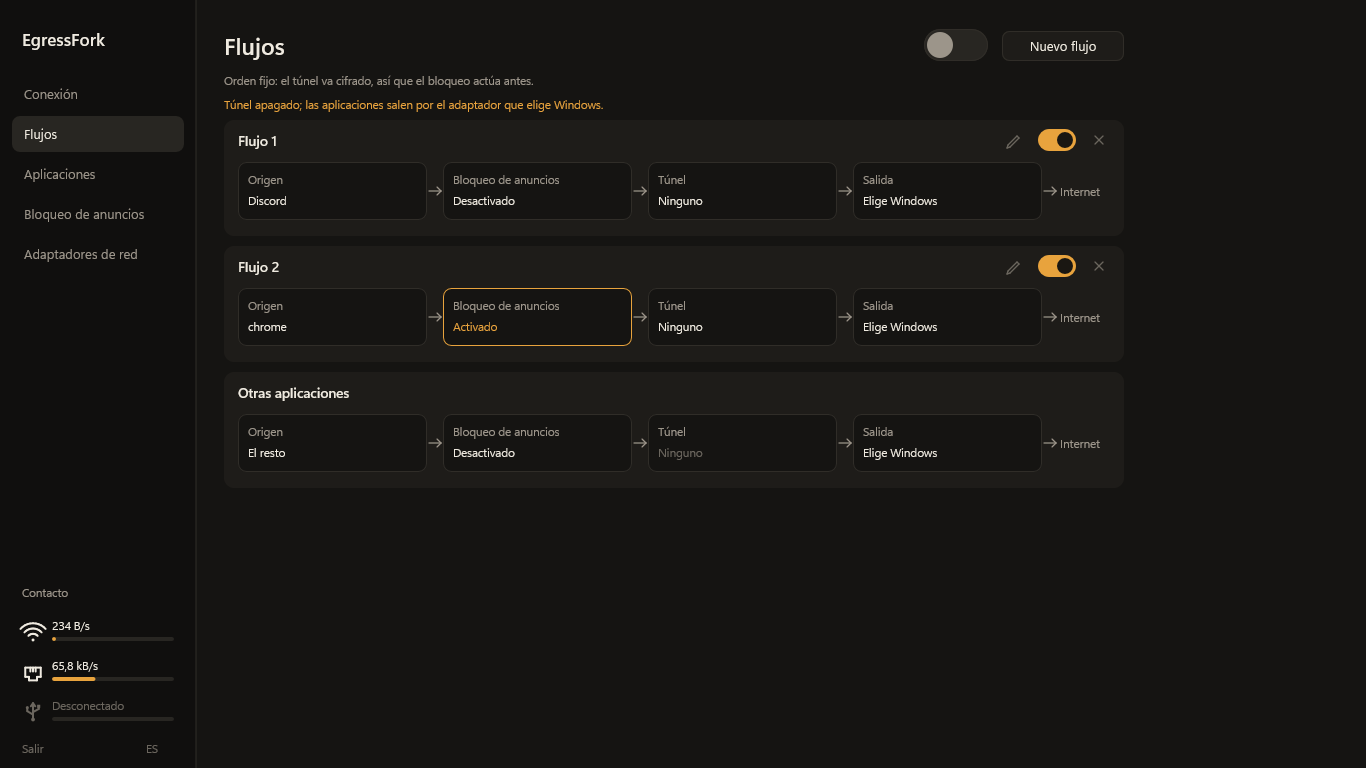 EgressFork
Conexión
Flujos
Aplicaciones
Bloqueo de anuncios
Adaptadores de red
Contacto
234 B/s
65,8 kB/s
Desconectado
Salir
ES
Flujos
Nuevo flujo
Orden fijo: el túnel va cifrado, así que el bloqueo actúa antes.
Túnel apagado; las aplicaciones salen por el adaptador que elige Windows.
Flujo 1
Origen
Discord
Bloqueo de anuncios
Desactivado
Túnel
Ninguno
Salida
Elige Windows
Internet
Flujo 2
Origen
chrome
Bloqueo de anuncios
Activado
Túnel
Ninguno
Salida
Elige Windows
Internet
Otras aplicaciones
Origen
El resto
Bloqueo de anuncios
Desactivado
Túnel
Ninguno
Salida
Elige Windows
Internet